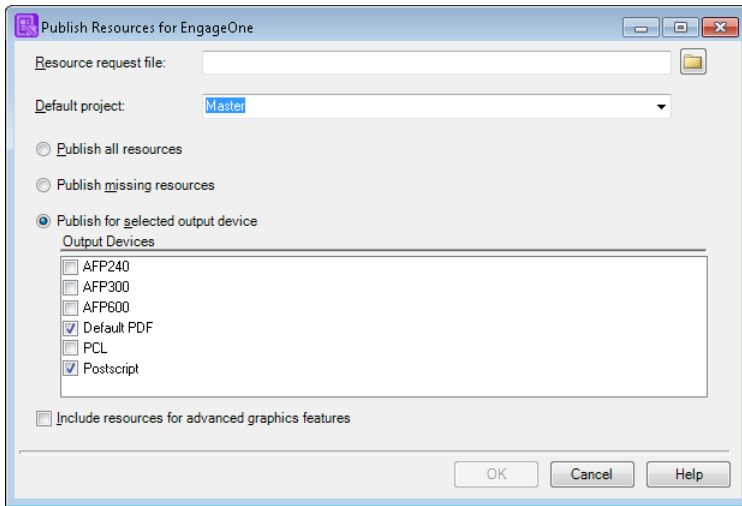 Publish Resources for EngageOne
Resource request file:
Default project: Master
Publish all resources
Publish missing resources
Publish for selected output device
Output Devices
AFP240
AFP300
AFP600
Default PDF
PCL
Postscript
Include resources for advanced graphics features
OK Cancel Help